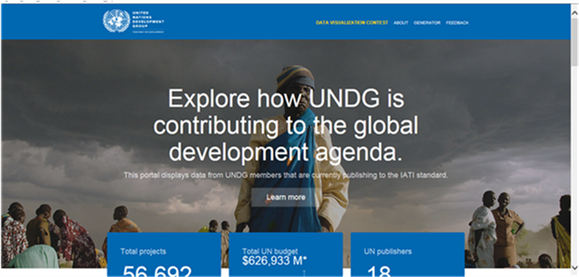 UNITED
NATIONS
DEVELOPMENT
GROUP
DATA VISUALIZATION CONTEST ABOUT GENERATOR FEEDBACK
Explore how UNDG is
contributing to the global
development agenda.
This portal displays data from UNDG members that are currently publishing to the IATI standard.
Learn more
Total projects
56,692
Total UN budget
$626,933 M*
UN publishers
18